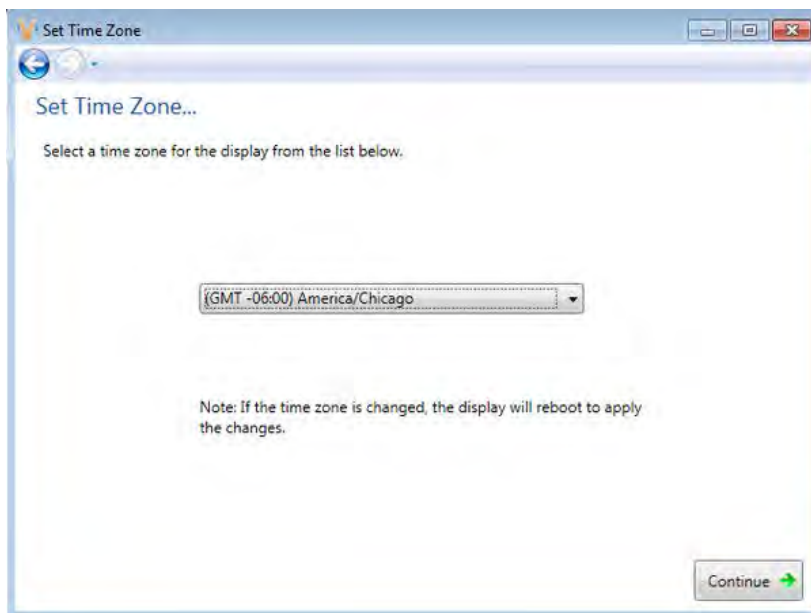 Set Time Zone
Set Time Zone...
Select a time zone for the display from the list below.
(GMT -06:00) America/Chicago
Note: If the time zone is changed, the display will reboot to apply
the changes.
Continue